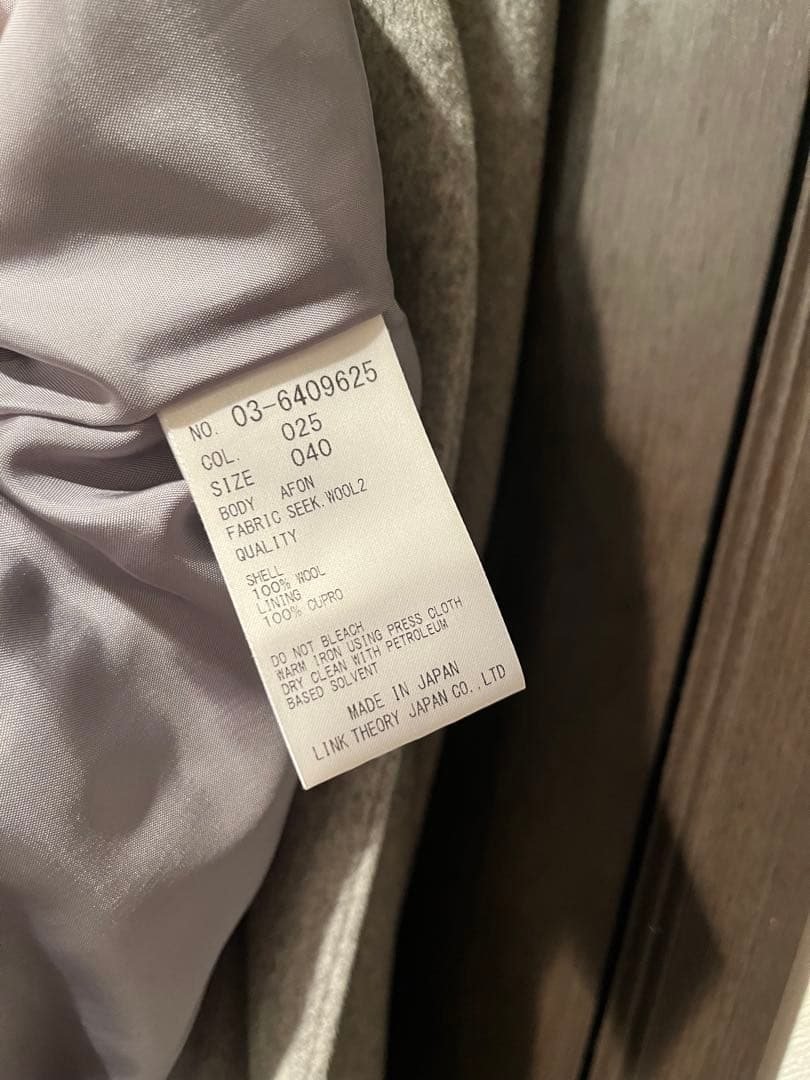 NO. 03-6409625
COL. 025
SIZE 040
BODY AFON
FABRIC SEEK.WOOL2
QUALITY
SHELL
100% WOOL
LINING
100% CUPRO
DO NOT BLEACH
WARM IRON USING PRESS CLOTH
DRY CLEAN WITH PETROLEUM
BASED SOLVENT
MADE IN JAPAN
LINK THEORY JAPAN CO.,LTD